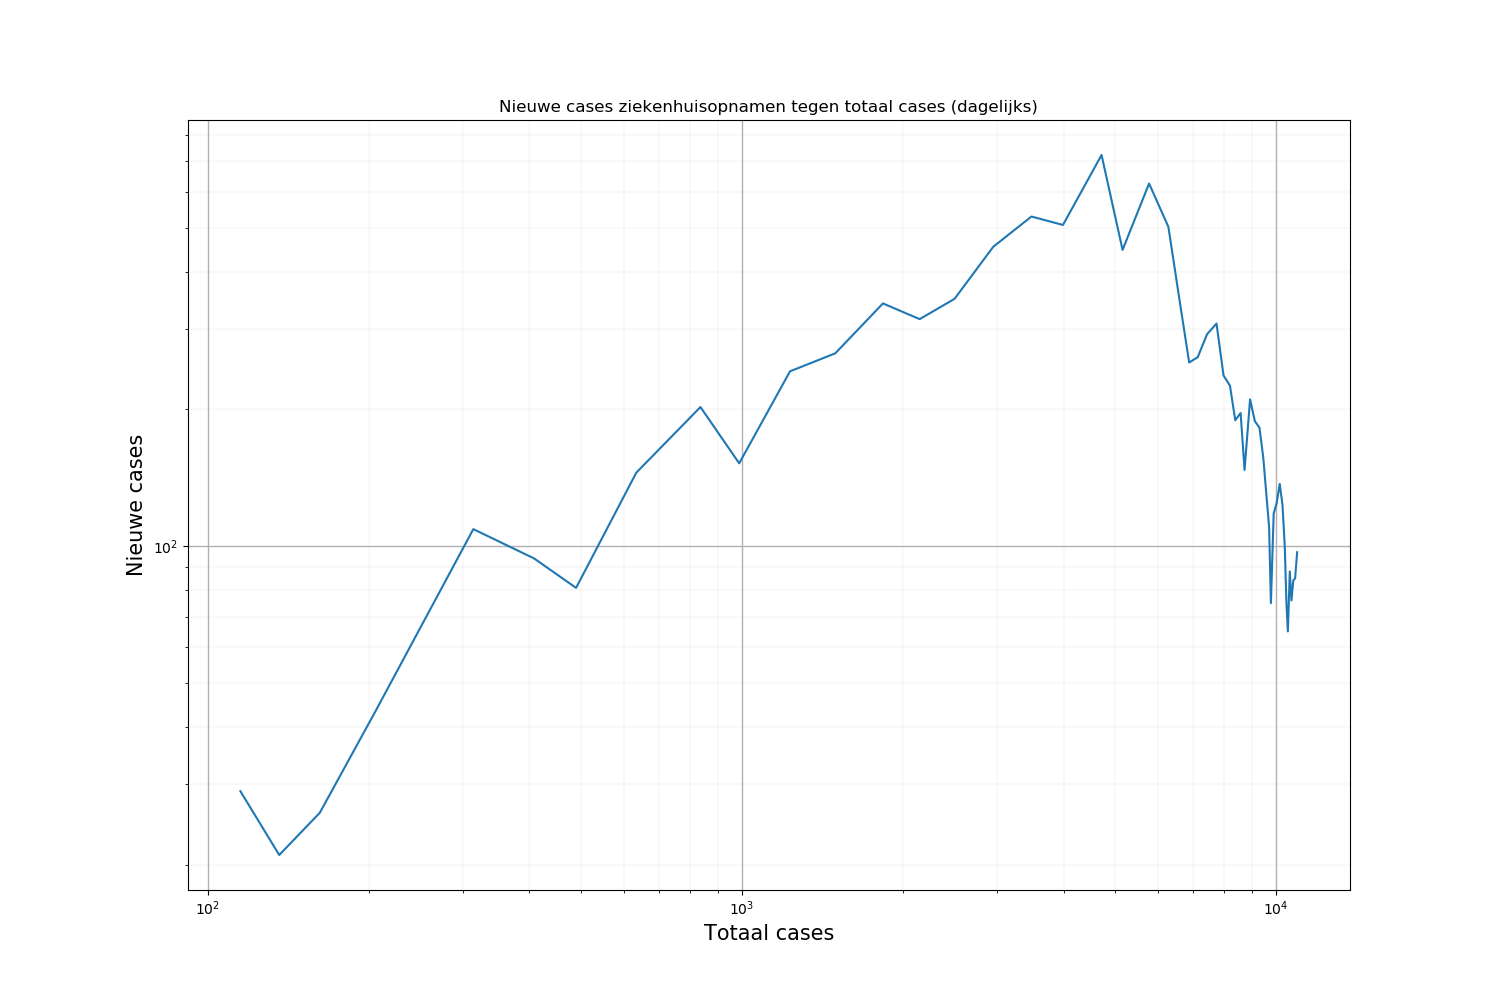 Nieuwe cases ziekenhuisopnamen tegen totaal cases (dagelijks)
Nieuwe cases
10²
10² 10³ 10⁴
Totaal cases